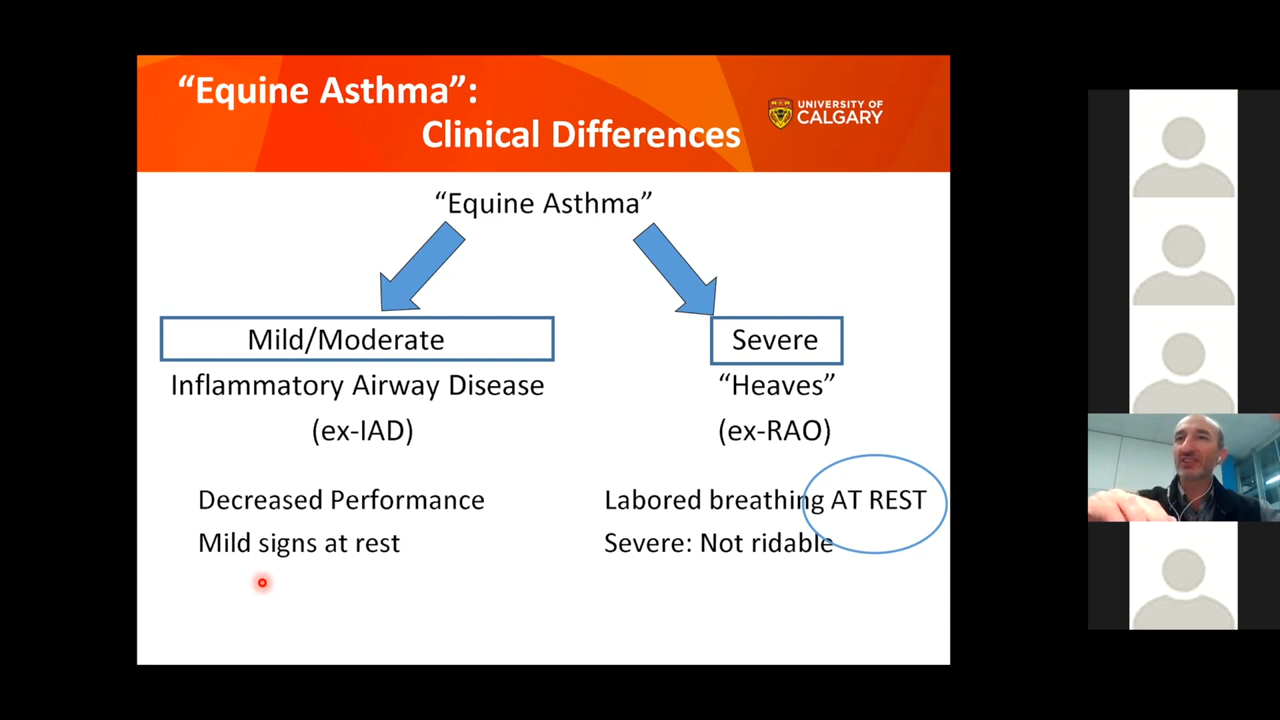 “Equine Asthma”:
Clinical Differences
UNIVERSITY OF
CALGARY
“Equine Asthma”
Mild/Moderate
Severe
Inflammatory Airway Disease
“Heaves”
(ex-IAD)
(ex-RAO)
Decreased Performance
Labored breathing AT REST
Mild signs at rest
Severe: Not ridable